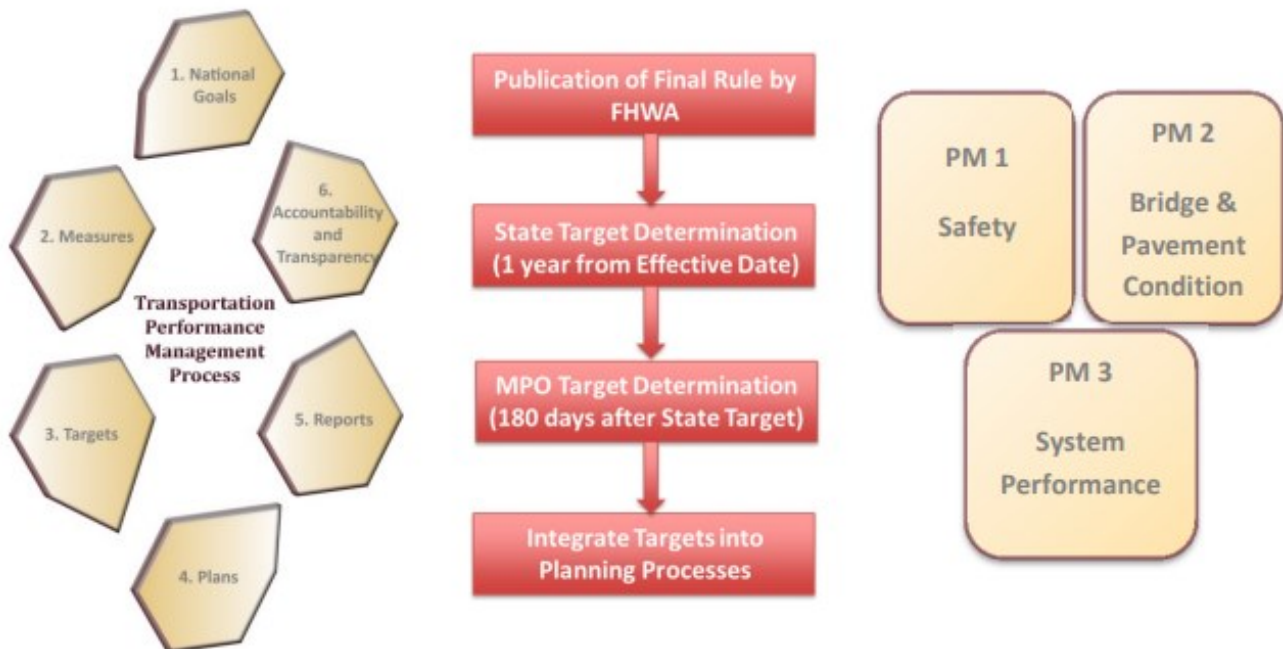 1. National
Goals
2. Measures
3. Targets
4. Plans
5. Reports
6.
Accountability
and
Transparency
Transportation
Performance
Management
Process
Publication of Final Rule by
FHWA
State Target Determination
(1 year from Effective Date)
MPO Target Determination
(180 days after State Target)
Integrate Targets into
Planning Processes
PM 1
Safety
PM 2
Bridge &
Pavement
Condition
PM 3
System
Performance